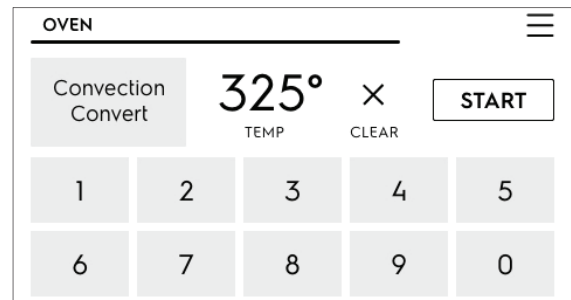 OVEN
Convection
Convert
325°
TEMP
×
CLEAR
START
1 2 3 4 5
6 7 8 9 0